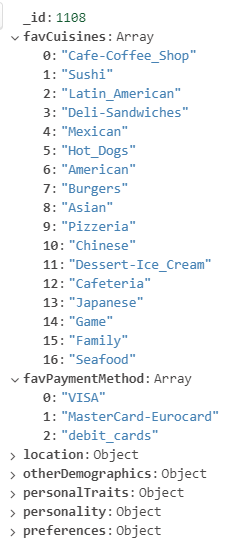 _id: 1108
favCuisines: Array
0: "Cafe-Coffee_Shop"
1: "Sushi"
2: "Latin_American"
3: "Deli-Sandwiches"
4: "Mexican"
5: "Hot_Dogs"
6: "American"
7: "Burgers"
8: "Asian"
9: "Pizzeria"
10: "Chinese"
11: "Dessert-Ice_Cream"
12: "Cafeteria"
13: "Japanese"
14: "Game"
15: "Family"
16: "Seafood"
favPaymentMethod: Array
0: "VISA"
1: "MasterCard-Eurocard"
2: "debit_cards"
location: Object
otherDemographics: Object
personalTraits: Object
personality: Object
preferences: Object